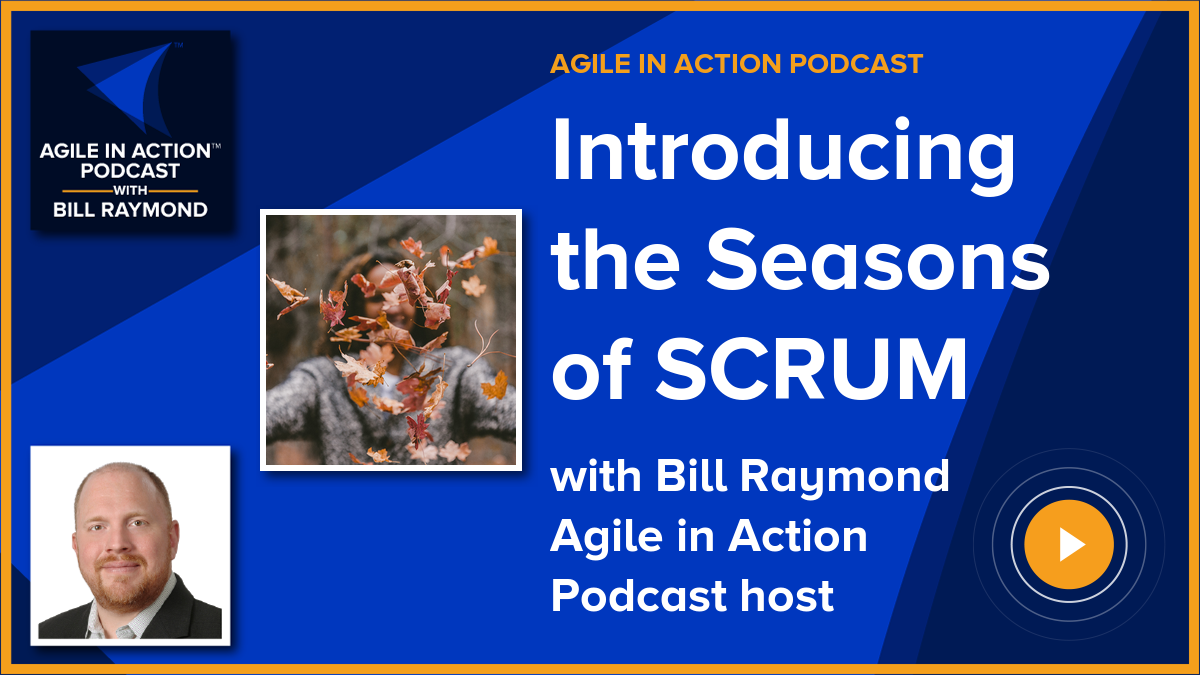 TM
AGILE IN ACTION™
PODCAST
WITH
BILL RAYMOND
AGILE IN ACTION PODCAST
Introducing
the Seasons
of SCRUM
with Bill Raymond
Agile in Action
Podcast host